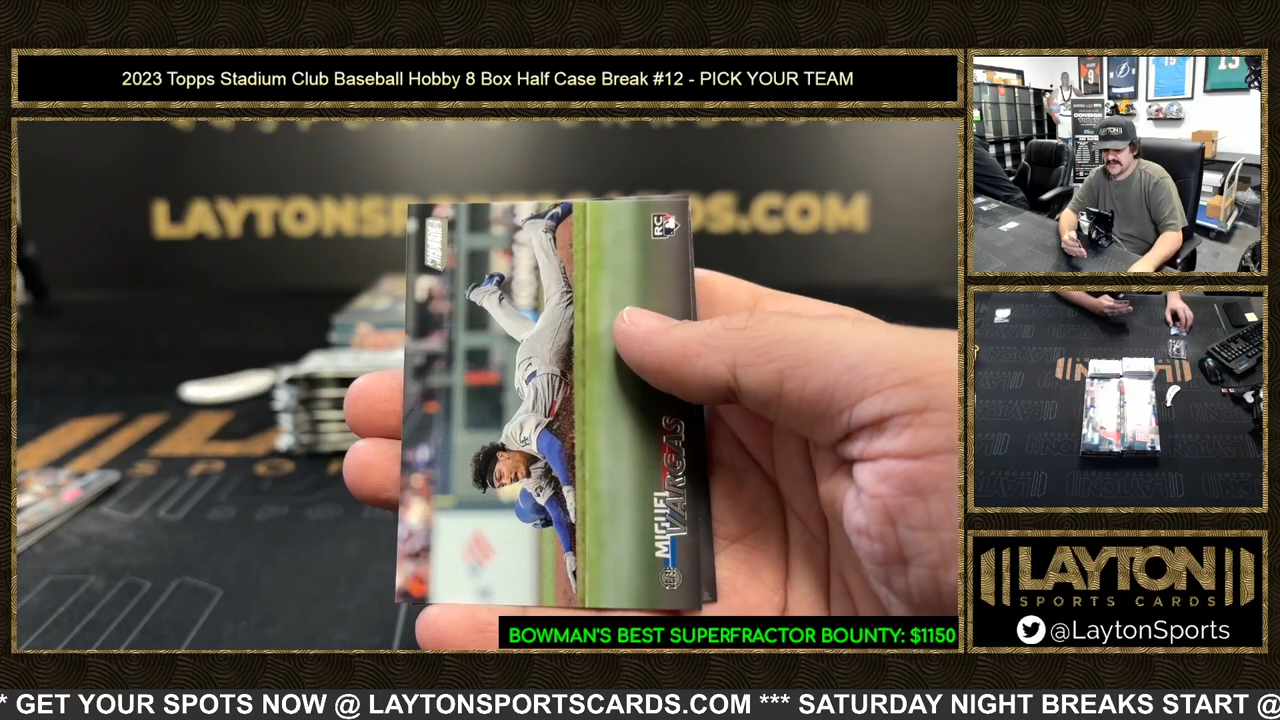 2023 Topps Stadium Club Baseball Hobby 8 Box Half Case Break #12 - PICK YOUR TEAM
LAYTONSPORTSCARDS.COM
RC
MIGUEL
VARGAS
BOWMAN'S BEST SUPERFRACTOR BOUNTY: $1150
LAYTON
SPORTS CARDS
@LaytonSports
* GET YOUR SPOTS NOW @ LAYTONSPORTSCARDS.COM *** SATURDAY NIGHT BREAKS START @